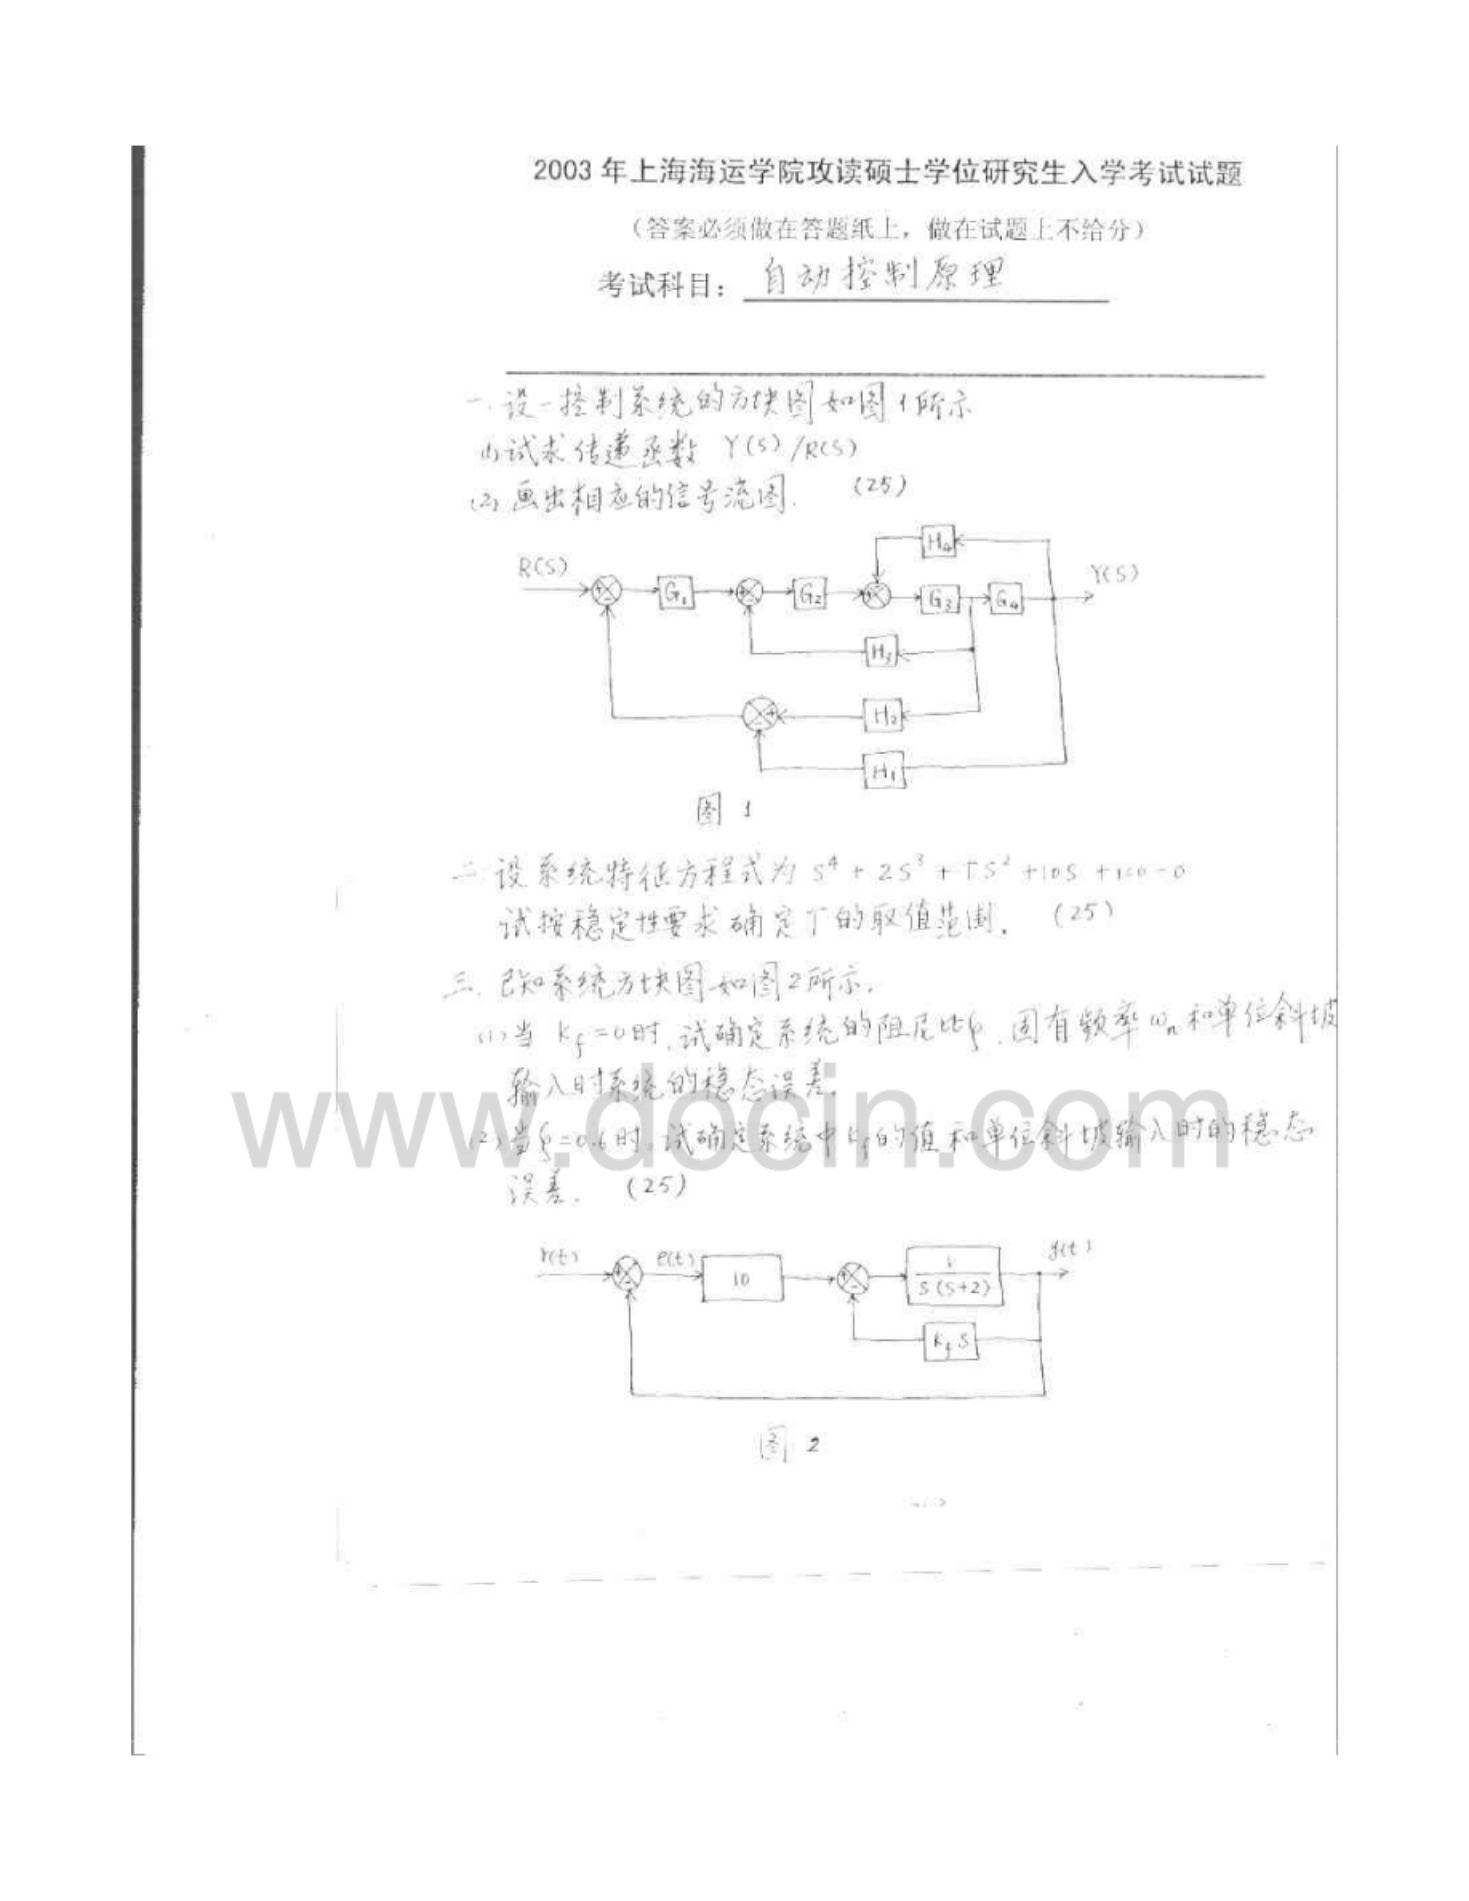 2003 年上海海运学院攻读硕士学位研究生入学考试试题
(答案必须做在答题纸上，做在试题上不给分)
考试科目： 自动控制原理
一.设一控制系统的方块图如图1所示
(1)试求传递函数 Y(S)/R(S)
(2)画出相应的信号流图. (25)
R(S)
G₁
G₂
G₃
G₄
H₄
Y(S)
H₃
H₂
H₁
图 1
二.设系统特征方程式为 S⁴ + 2S³ + TS² +10S +100=0
试按稳定性要求确定T的取值范围. (25)
三. 已知系统方块图如图2所示.
(1)当 K_f=0时,试确定系统的阻尼比ξ、固有频率ωn和单位斜坡
输入时系统的稳态误差.
(2)当ξ=0.6时,试确定系统中K_f的值和单位斜坡输入时的稳态
误差. (25)
r(t)
e(t)
10
1
S(S+2)
y(t)
K_f S
图 2
www.docin.com